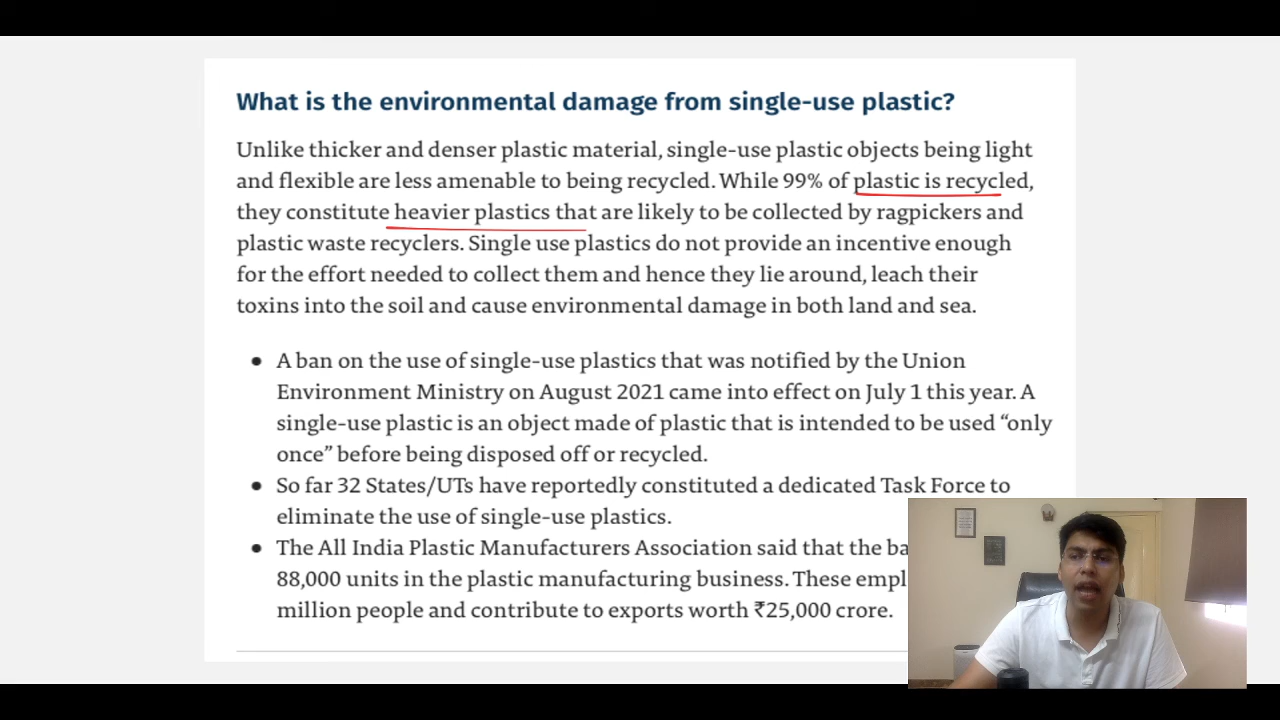 What is the environmental damage from single-use plastic?
Unlike thicker and denser plastic material, single-use plastic objects being light
and flexible are less amenable to being recycled. While 99% of plastic is recycled,
they constitute heavier plastics that are likely to be collected by ragpickers and
plastic waste recyclers. Single use plastics do not provide an incentive enough
for the effort needed to collect them and hence they lie around, leach their
toxins into the soil and cause environmental damage in both land and sea.
• A ban on the use of single-use plastics that was notified by the Union
Environment Ministry on August 2021 came into effect on July 1 this year. A
single-use plastic is an object made of plastic that is intended to be used “only
once” before being disposed off or recycled.
• So far 32 States/UTs have reportedly constituted a dedicated Task Force to
eliminate the use of single-use plastics.
• The All India Plastic Manufacturers Association said that the
88,000 units in the plastic manufacturing business. These
million people and contribute to exports worth ₹25,000 crore.